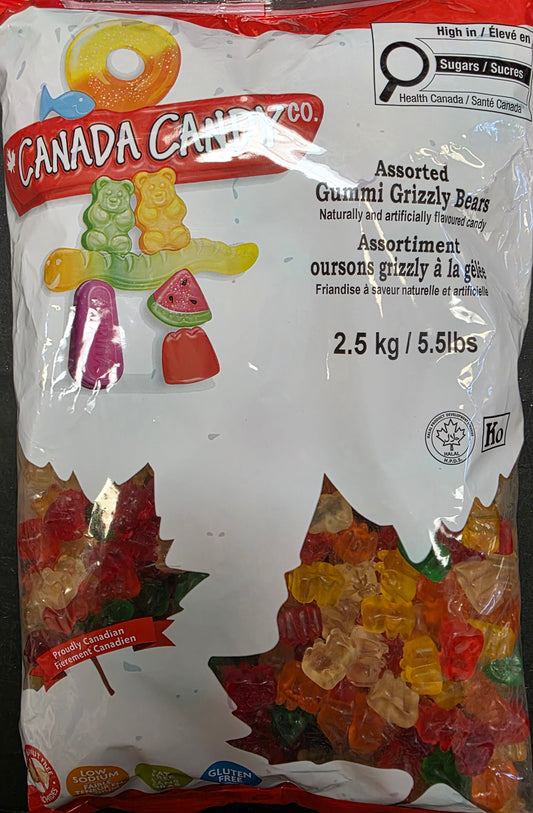 High in / Élevé en
Sugars / Sucres
Health Canada / Santé Canada
CANADA CANDY CO.
Assorted
Gummi Grizzly Bears
Naturally and artificially flavoured candy
Assortiment
oursons grizzly à la gelée
Friandise à saveur naturelle et artificielle
2.5 kg / 5.5lbs
HALAL
Ko
Proudly Canadian
Fièrement Canadien
LOW
SODIUM
FAIBLE
GLUTEN
FREE